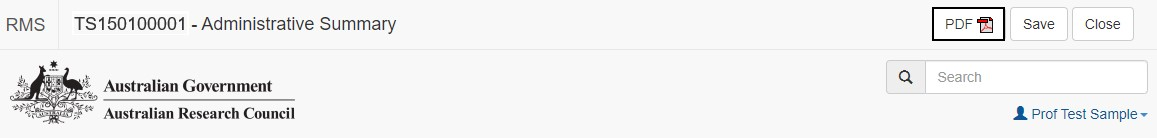 RMS TS150100001 - Administrative Summary PDF Save Close
Australian Government
Search
Australian Research Council
Prof Test Sample